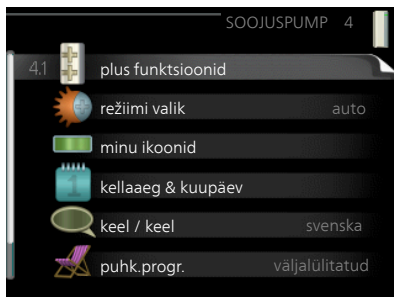 SOOJUSPUMP 4
4.1 plus funktsioonid
režiimi valik auto
minu ikoonid
1 kellaaeg & kuupäev
keel / keel svenska
puhk.progr. väljalülitatud